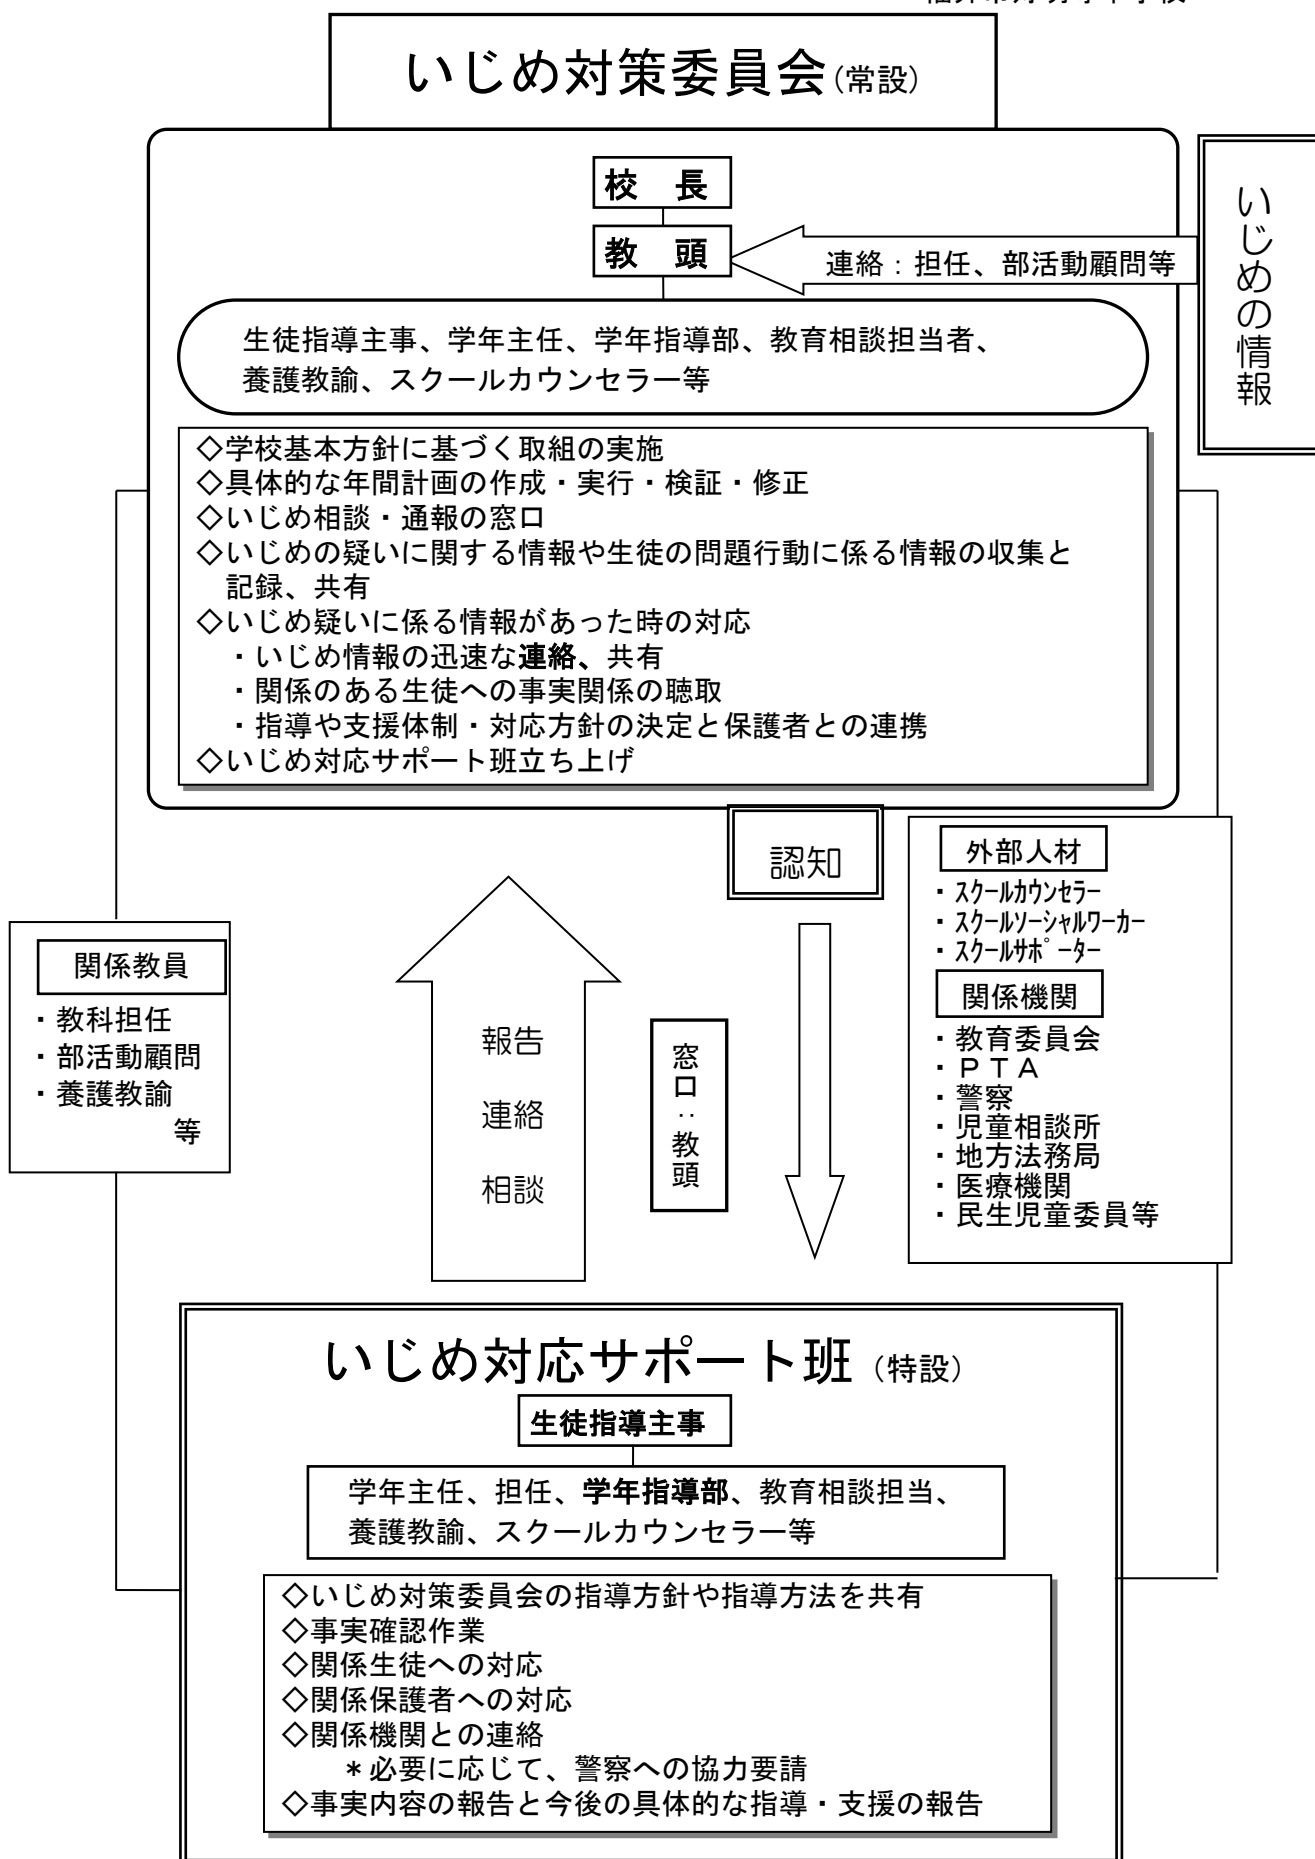 いじめ対策委員会(常設)
校　長
教　頭
連絡：担任、部活動顧問等
いじめの情報
生徒指導主事、学年主任、学年指導部、教育相談担当者、
養護教諭、スクールカウンセラー等
◇学校基本方針に基づく取組の実施
◇具体的な年間計画の作成・実行・検証・修正
◇いじめ相談・通報の窓口
◇いじめの疑いに関する情報や生徒の問題行動に係る情報の収集と
記録、共有
◇いじめ疑いに係る情報があった時の対応
・いじめ情報の迅速な連絡、共有
・関係のある生徒への事実関係の聴取
・指導や支援体制・対応方針の決定と保護者との連携
◇いじめ対応サポート班立ち上げ
認知
外部人材
・スクールカウンセラー
・スクールソーシャルワーカー
・スクールサポーター
関係機関
・教育委員会
・ＰＴＡ
・警察
・児童相談所
・地方法務局
・医療機関
・民生児童委員等
関係教員
・教科担任
・部活動顧問
・養護教諭
等
報告
連絡
相談
窓口：教頭
いじめ対応サポート班（特設）
生徒指導主事
学年主任、担任、学年指導部、教育相談担当、
養護教諭、スクールカウンセラー等
◇いじめ対策委員会の指導方針や指導方法を共有
◇事実確認作業
◇関係生徒への対応
◇関係保護者への対応
◇関係機関との連絡
＊必要に応じて、警察への協力要請
◇事実内容の報告と今後の具体的な指導・支援の報告